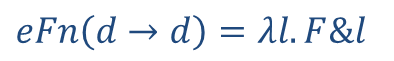 eFn(d → d) = λl. F&l